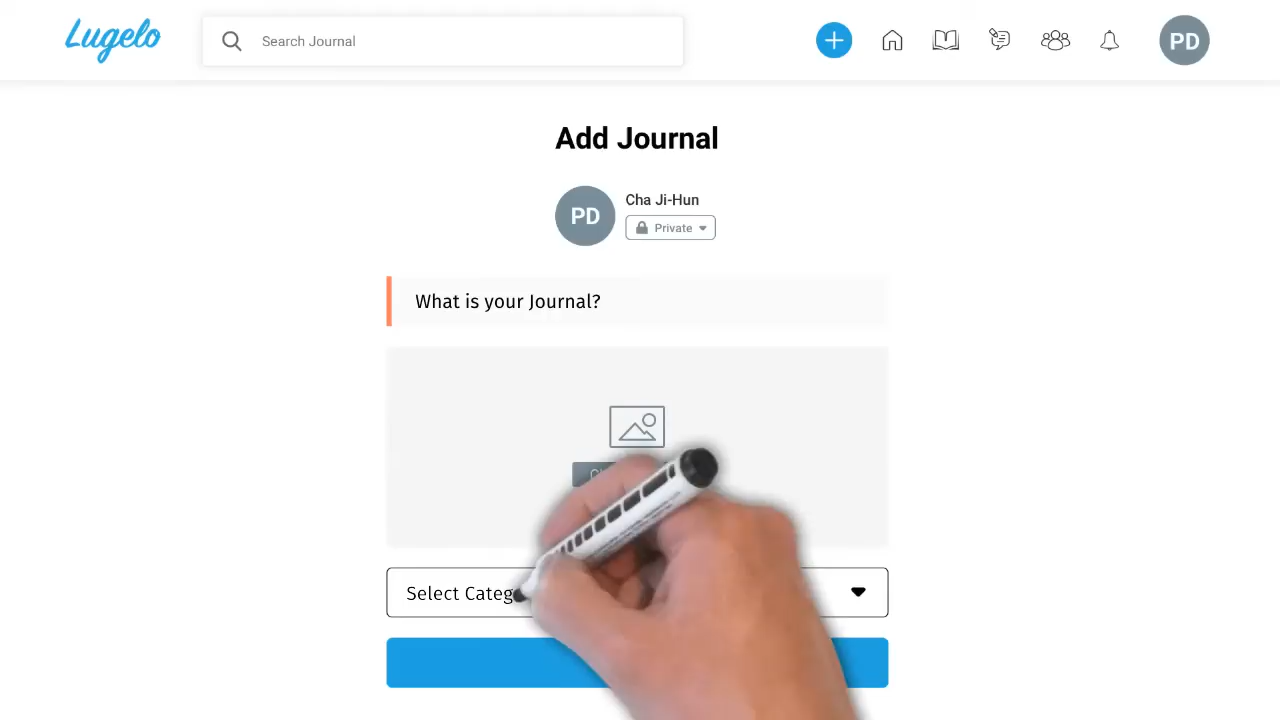 Lugelo
Search Journal
PD
Add Journal
PD
Cha Ji-Hun
Private
What is your Journal?
Select Categ